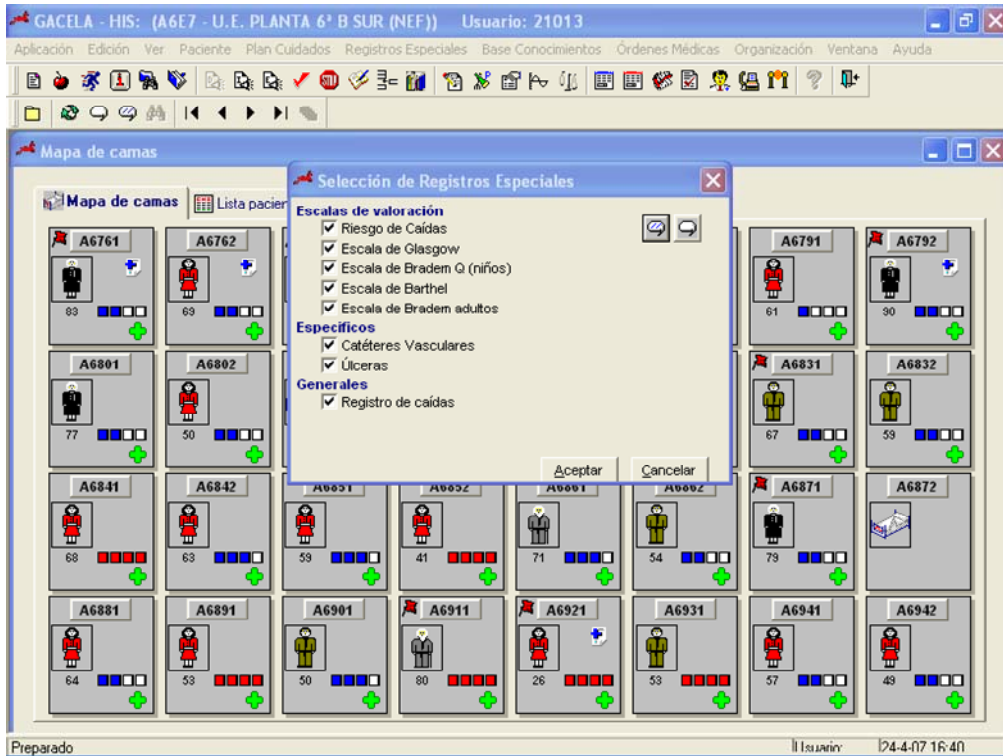 GACELA - HIS: (A6E7 - U.E. PLANTA 6ª B SUR (NEF)) Usuario: 21013
Aplicación Edición Ver Paciente Plan Cuidados Registros Especiales Base Conocimientos Órdenes Médicas Organización Ventana Ayuda
Mapa de camas
Mapa de camas Lista pacien
Selección de Registros Especiales
Escalas de valoración
Riesgo de Caídas
Escala de Glasgow
Escala de Bradem Q (niños)
Escala de Barthel
Escala de Bradem adultos
Específicos
Catéteres Vasculares
Úlceras
Generales
Registro de caídas
Aceptar Cancelar
A6761 A6762 A6791 A6792
83 69 61 90
A6801 A6802 A6831 A6832
77 50 67 59
A6841 A6842 A6851 A6852 A6861 A6862 A6871 A6872
68 63 59 41 71 54 79
A6881 A6891 A6901 A6911 A6921 A6931 A6941 A6942
64 53 50 80 26 53 57 49
Preparado Usuario: 24-4-07 16:40